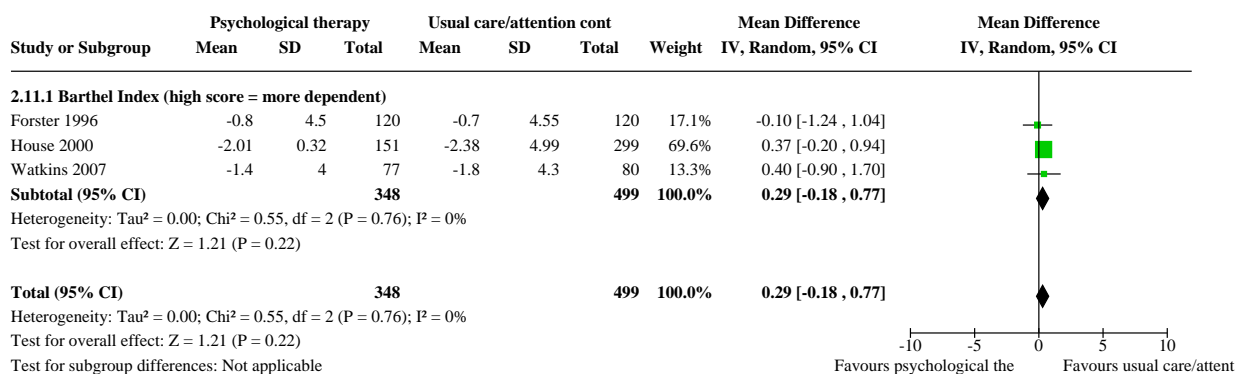 Psychological therapy Usual care/attention cont Mean Difference Mean Difference
Study or Subgroup Mean SD Total Mean SD Total Weight IV, Random, 95% CI IV, Random, 95% CI
2.11.1 Barthel Index (high score = more dependent)
Forster 1996 -0.8 4.5 120 -0.7 4.55 120 17.1% -0.10 [-1.24 , 1.04]
House 2000 -2.01 0.32 151 -2.38 4.99 299 69.6% 0.37 [-0.20 , 0.94]
Watkins 2007 -1.4 4 77 -1.8 4.3 80 13.3% 0.40 [-0.90 , 1.70]
Subtotal (95% CI) 348 499 100.0% 0.29 [-0.18 , 0.77]
Heterogeneity: Tau² = 0.00; Chi² = 0.55, df = 2 (P = 0.76); I² = 0%
Test for overall effect: Z = 1.21 (P = 0.22)
Total (95% CI) 348 499 100.0% 0.29 [-0.18 , 0.77]
Heterogeneity: Tau² = 0.00; Chi² = 0.55, df = 2 (P = 0.76); I² = 0%
Test for overall effect: Z = 1.21 (P = 0.22)
-10 -5 0 5 10
Test for subgroup differences: Not applicable Favours psychological the Favours usual care/attent